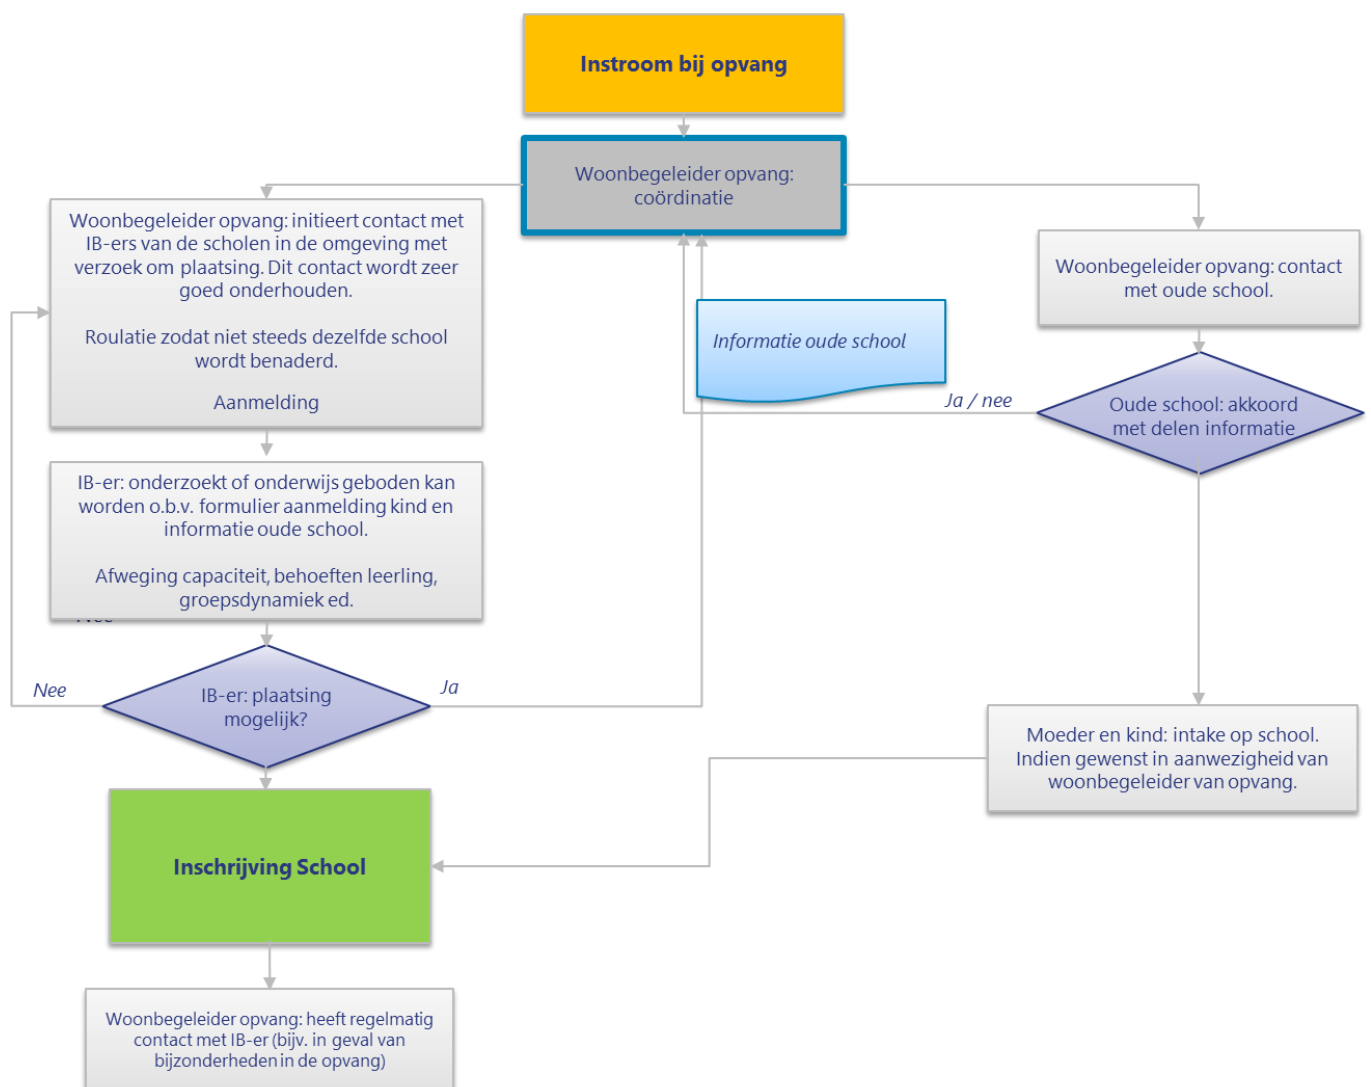 Instroom bij opvang
Woonbegeleider opvang:
coördinatie
Woonbegeleider opvang: initieert contact met
IB-ers van de scholen in de omgeving met
verzoek om plaatsing. Dit contact wordt zeer
goed onderhouden.
Roulatie zodat niet steeds dezelfde school
wordt benaderd.
Aanmelding
Woonbegeleider opvang: contact
met oude school.
Informatie oude school
Ja / nee
Oude school: akkoord
met delen informatie
IB-er: onderzoekt of onderwijs geboden kan
worden o.b.v. formulier aanmelding kind en
informatie oude school.
Afweging capaciteit, behoeften leerling,
groepsdynamiek ed.
Nee
IB-er: plaatsing
mogelijk?
Ja
Moeder en kind: intake op school.
Indien gewenst in aanwezigheid van
woonbegeleider van opvang.
Inschrijving School
Woonbegeleider opvang: heeft regelmatig
contact met IB-er (bijv. in geval van
bijzonderheden in de opvang)